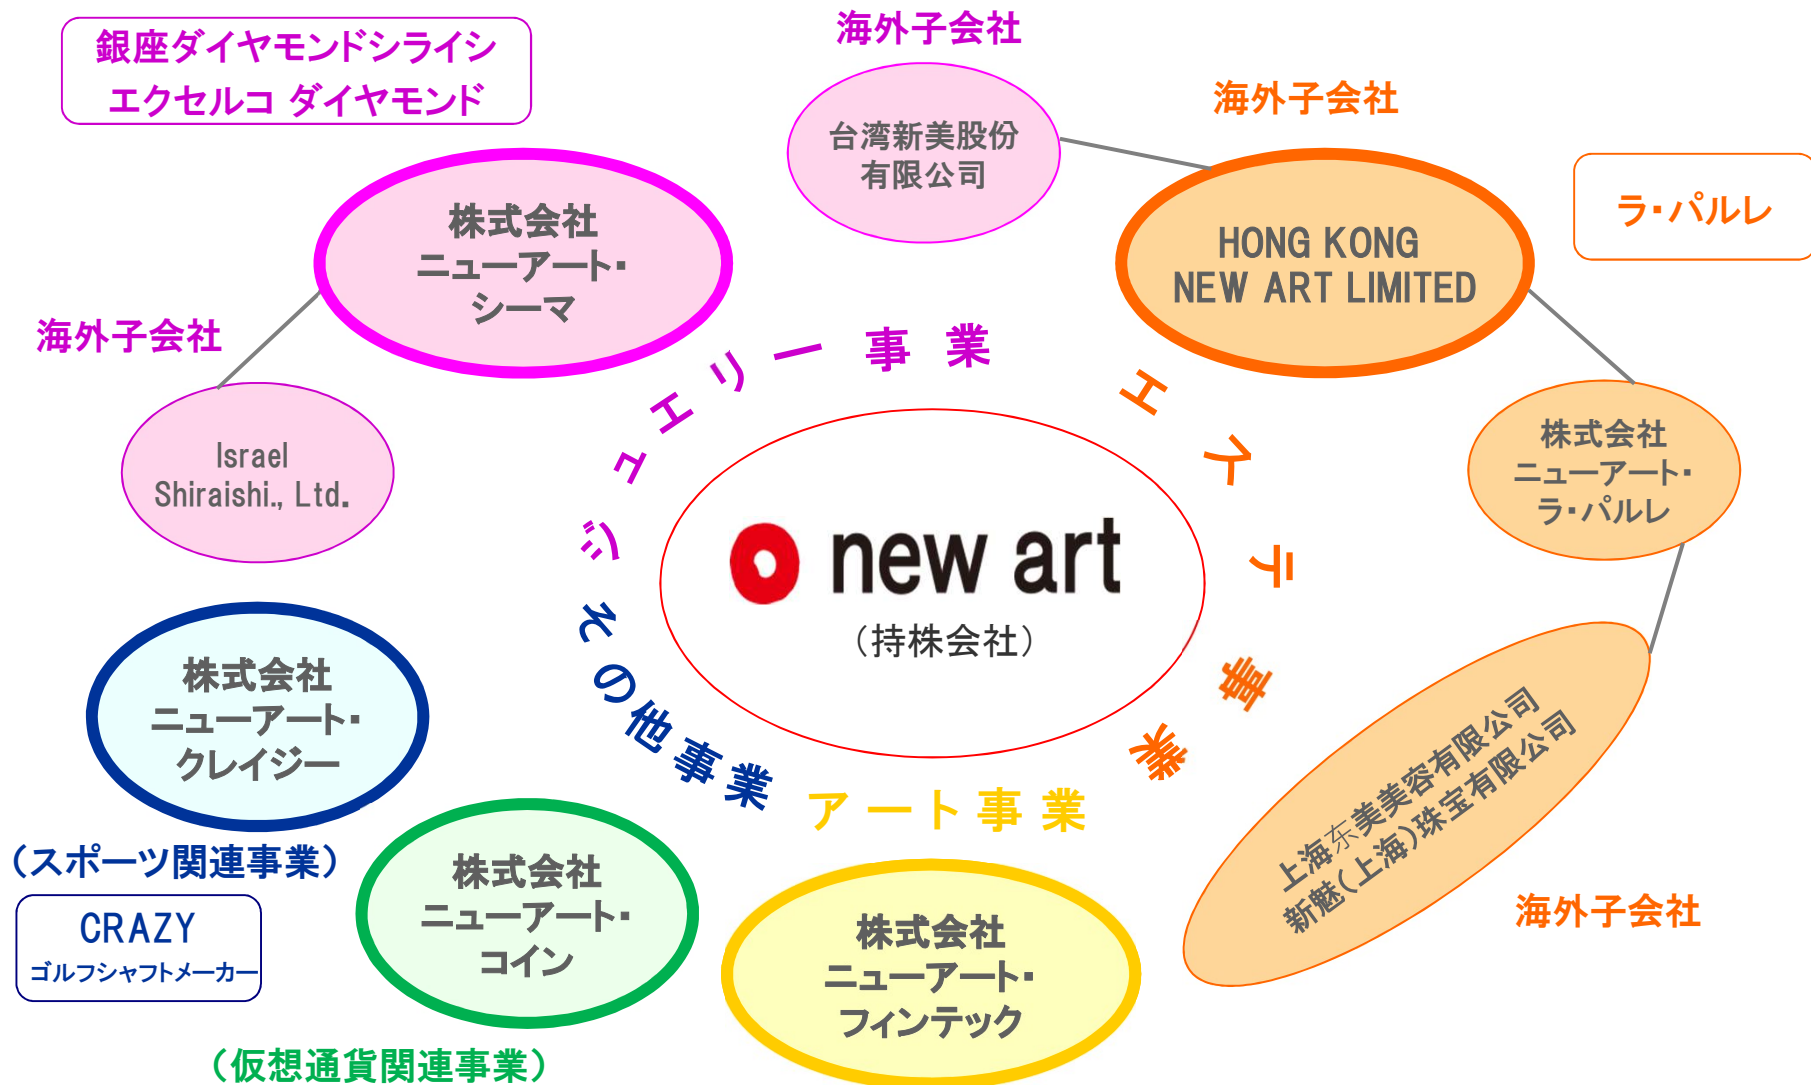 銀座ダイヤモンドシライシ
エクセルコ ダイヤモンド
海外子会社
台湾新美股份
有限公司
海外子会社
HONG KONG
NEW ART LIMITED
ラ・パルレ
株式会社
ニューアート・
シーマ
海外子会社
Israel
Shiraishi., Ltd.
ジュエリー事業
エステ事業
株式会社
ニューアート・
ラ・パルレ
new art
（持株会社）
その他事業
アート事業
株式会社
ニューアート・
クレイジー
（スポーツ関連事業）
CRAZY
ゴルフシャフトメーカー
株式会社
ニューアート・
コイン
（仮想通貨関連事業）
株式会社
ニューアート・
フィンテック
上海东美美容有限公司
新魅（上海）珠宝有限公司
海外子会社